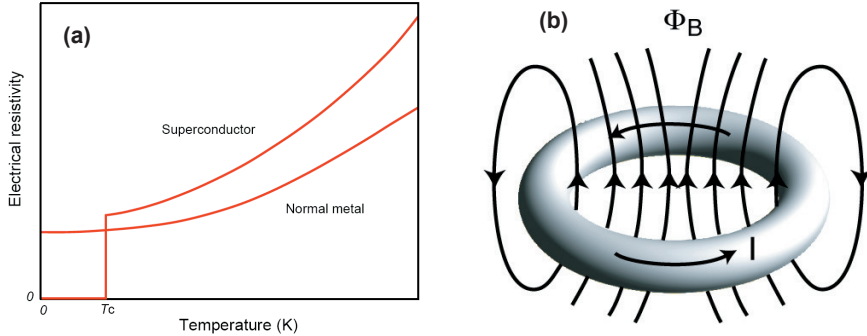 (a)
Electrical resistivity
Superconductor
Normal metal
0
0
Tc
Temperature (K)
(b)
ΦB
I